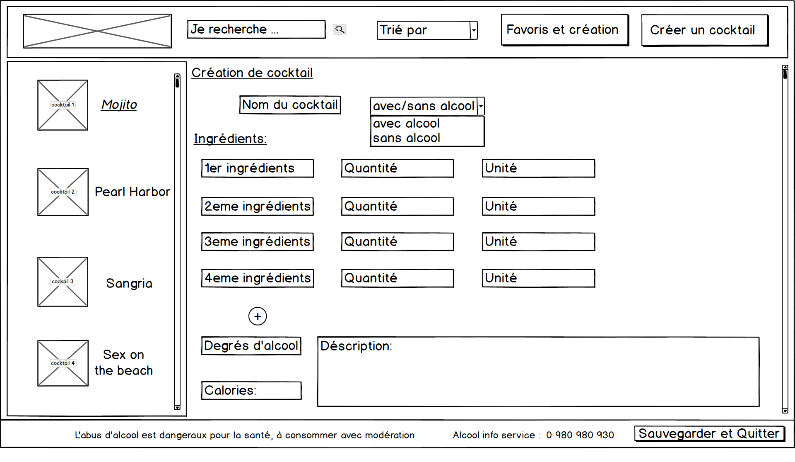 Je recherche ...
Trié par
Favoris et création
Créer un cocktail
cocktail 1
Mojito
cocktail 2
Pearl Harbor
cocktail 3
Sangria
cocktail 4
Sex on
the beach
Création de cocktail
Nom du cocktail
avec/sans alcool
avec alcool
sans alcool
Ingrédients:
1er ingrédients Quantité Unité
2eme ingrédients Quantité Unité
3eme ingrédients Quantité Unité
4eme ingrédients Quantité Unité
+
Degrés d'alcool
Déscription:
Calories:
L'abus d'alcool est dangeraux pour la santé, à consommer avec modération
Alcool info service : 0 980 980 930
Sauvegarder et Quitter